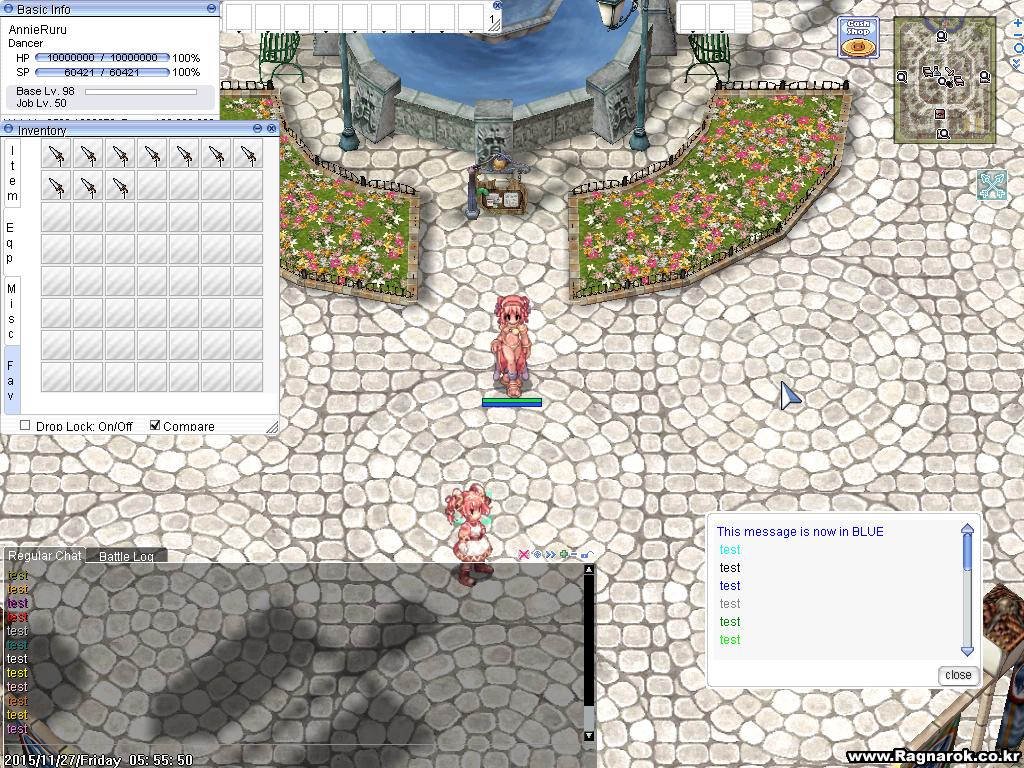 Basic Info
AnnieRuru
Dancer
HP 10000000 / 10000000 100%
SP 60421 / 60421 100%
Base Lv. 98
Job Lv. 50
1
Cash Shop
Inventory
Item
Eqp
Misc
Fav
Drop Lock: On/Off
Compare
This message is now in BLUE
test
test
test
test
test
test
close
Regular Chat
Battle Log
test
test
test
test
test
test
test
test
test
test
test
test
2015/11/27/Friday 05:55:50
www.Ragnarok.co.kr